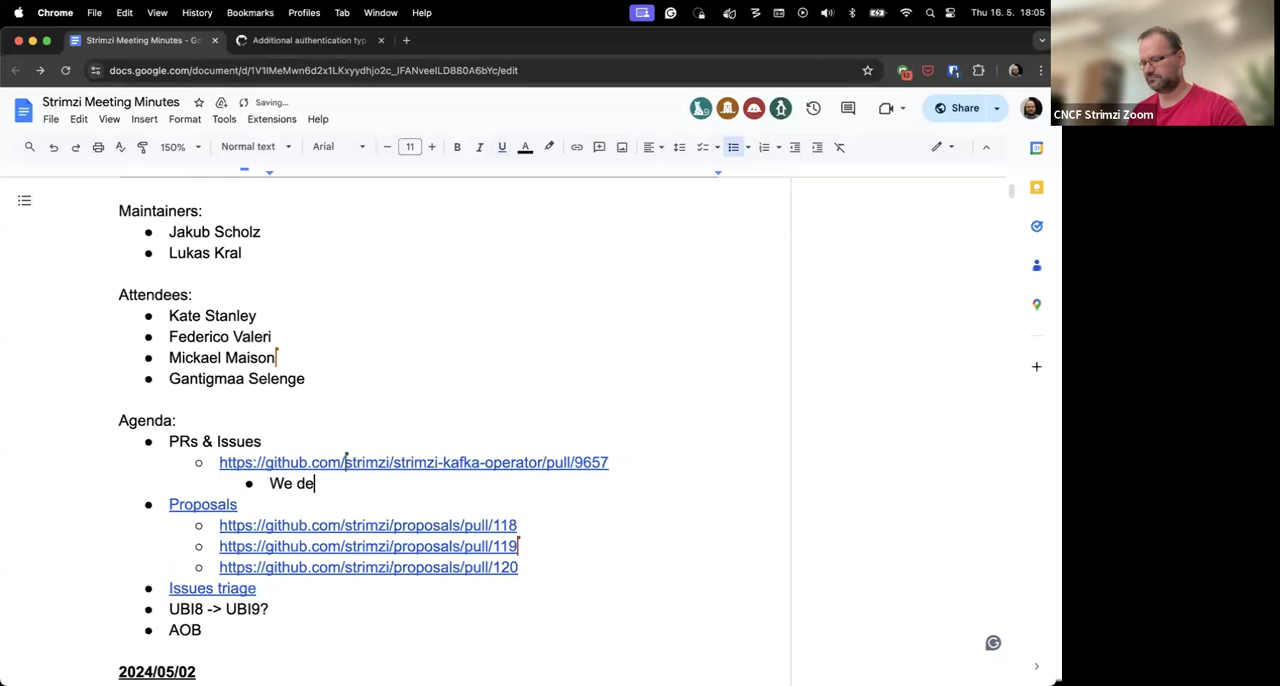 Chrome File Edit View History Bookmarks Profiles Tab Window Help Thu 16. 5. 18:05
Strimzi Meeting Minutes - Go Additional authentication typ
docs.google.com/document/d/1V1lMeMwn6d2x1LKxyydhjo2c_lFANveelLD880A6bYc/edit 12
CNCF Strimzi Zoom
Strimzi Meeting Minutes Saving...
File Edit View Insert Format Tools Extensions Help
Share
150% Normal text Arial 11 B I U A
Maintainers:
● Jakub Scholz
● Lukas Kral
Attendees:
● Kate Stanley
● Federico Valeri
● Mickael Maison
● Gantigmaa Selenge
Agenda:
● PRs & Issues
○ https://github.com/strimzi/strimzi-kafka-operator/pull/9657
● We de
● Proposals
○ https://github.com/strimzi/proposals/pull/118
○ https://github.com/strimzi/proposals/pull/119
○ https://github.com/strimzi/proposals/pull/120
● Issues triage
● UBI8 -> UBI9?
● AOB
2024/05/02